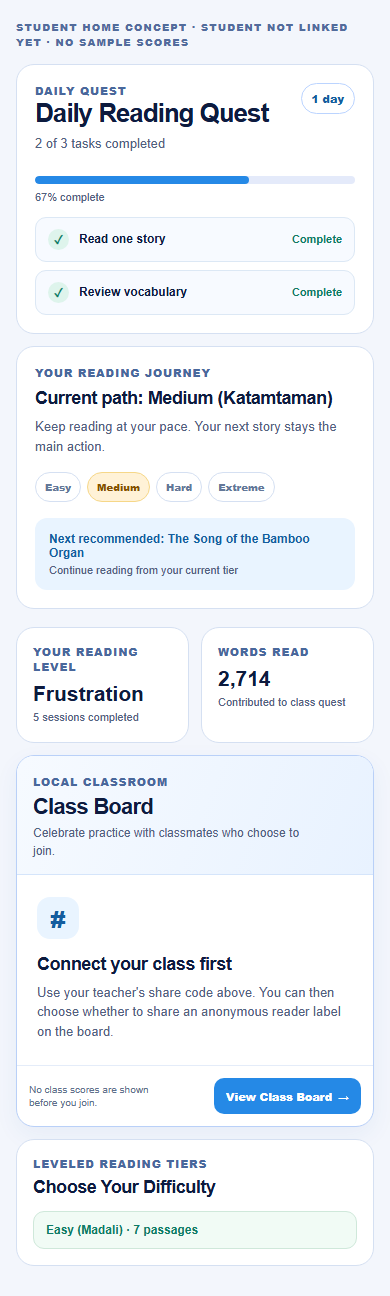 STUDENT HOME CONCEPT · STUDENT NOT LINKED
YET · NO SAMPLE SCORES
DAILY QUEST
Daily Reading Quest
1 day
2 of 3 tasks completed
67% complete
✓ Read one story Complete
✓ Review vocabulary Complete
YOUR READING JOURNEY
Current path: Medium (Katamtaman)
Keep reading at your pace. Your next story stays the
main action.
Easy Medium Hard Extreme
Next recommended: The Song of the Bamboo
Organ
Continue reading from your current tier
YOUR READING
LEVEL
Frustration
5 sessions completed
WORDS READ
2,714
Contributed to class quest
LOCAL CLASSROOM
Class Board
Celebrate practice with classmates who choose to
join.
#
Connect your class first
Use your teacher's share code above. You can then
choose whether to share an anonymous reader label
on the board.
No class scores are shown
before you join.
View Class Board →
LEVELED READING TIERS
Choose Your Difficulty
Easy (Madali) · 7 passages